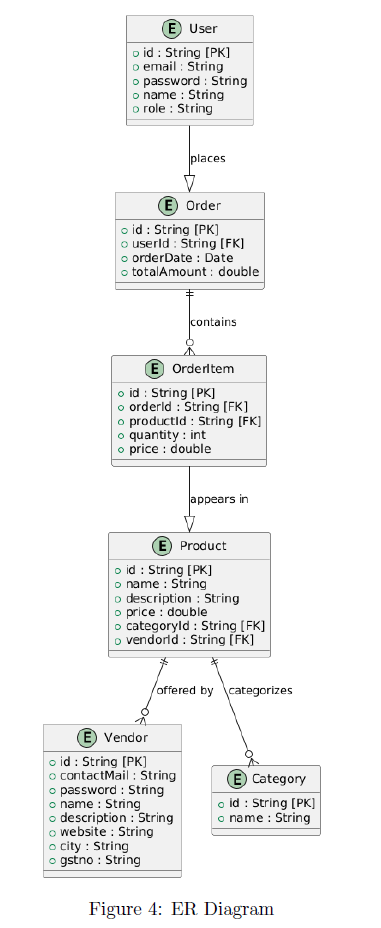 E User
id : String [PK]
email : String
password : String
name : String
role : String
places
E Order
id : String [PK]
userId : String [FK]
orderDate : Date
totalAmount : double
contains
E OrderItem
id : String [PK]
orderId : String [FK]
productId : String [FK]
quantity : int
price : double
appears in
E Product
id : String [PK]
name : String
description : String
price : double
categoryId : String [FK]
vendorId : String [FK]
offered by
categorizes
E Vendor
id : String [PK]
contactMail : String
password : String
name : String
description : String
website : String
city : String
gstno : String
E Category
id : String [PK]
name : String
Figure 4: ER Diagram